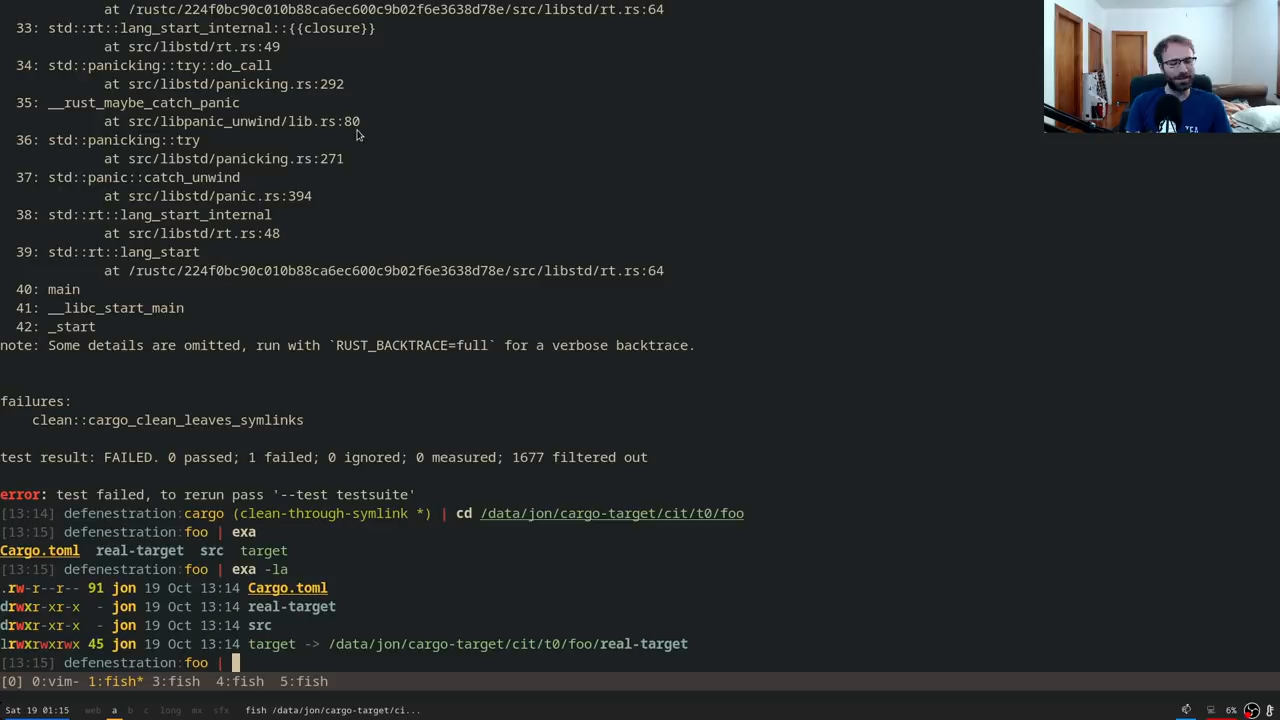 at /rustc/224f0bc90c010b88ca6ec600c9b02f6e3638d78e/src/libstd/rt.rs:64
33: std::rt::lang_start_internal::{{closure}}
at src/libstd/rt.rs:49
34: std::panicking::try::do_call
at src/libstd/panicking.rs:292
35: __rust_maybe_catch_panic
at src/libpanic_unwind/lib.rs:80
36: std::panicking::try
at src/libstd/panicking.rs:271
37: std::panic::catch_unwind
at src/libstd/panic.rs:394
38: std::rt::lang_start_internal
at src/libstd/rt.rs:48
39: std::rt::lang_start
at /rustc/224f0bc90c010b88ca6ec600c9b02f6e3638d78e/src/libstd/rt.rs:64
40: main
41: __libc_start_main
42: _start
note: Some details are omitted, run with `RUST_BACKTRACE=full` for a verbose backtrace.
failures:
clean::cargo_clean_leaves_symlinks
test result: FAILED. 0 passed; 1 failed; 0 ignored; 0 measured; 1677 filtered out
error: test failed, to rerun pass '--test testsuite'
[13:14] defenestration:cargo (clean-through-symlink *) | cd /data/jon/cargo-target/cit/t0/foo
[13:15] defenestration:foo | exa
Cargo.toml real-target src target
[13:15] defenestration:foo | exa -la
.rw-r--r-- 91 jon 19 Oct 13:14 Cargo.toml
drwxr-xr-x - jon 19 Oct 13:14 real-target
drwxr-xr-x - jon 19 Oct 13:14 src
lrwxrwxrwx 45 jon 19 Oct 13:14 target -> /data/jon/cargo-target/cit/t0/foo/real-target
[13:15] defenestration:foo |
[0] 0:vim- 1:fish* 3:fish 4:fish 5:fish
Sat 19 01:15 web a b c long mx sfx fish /data/jon/cargo-target/ci... 6%